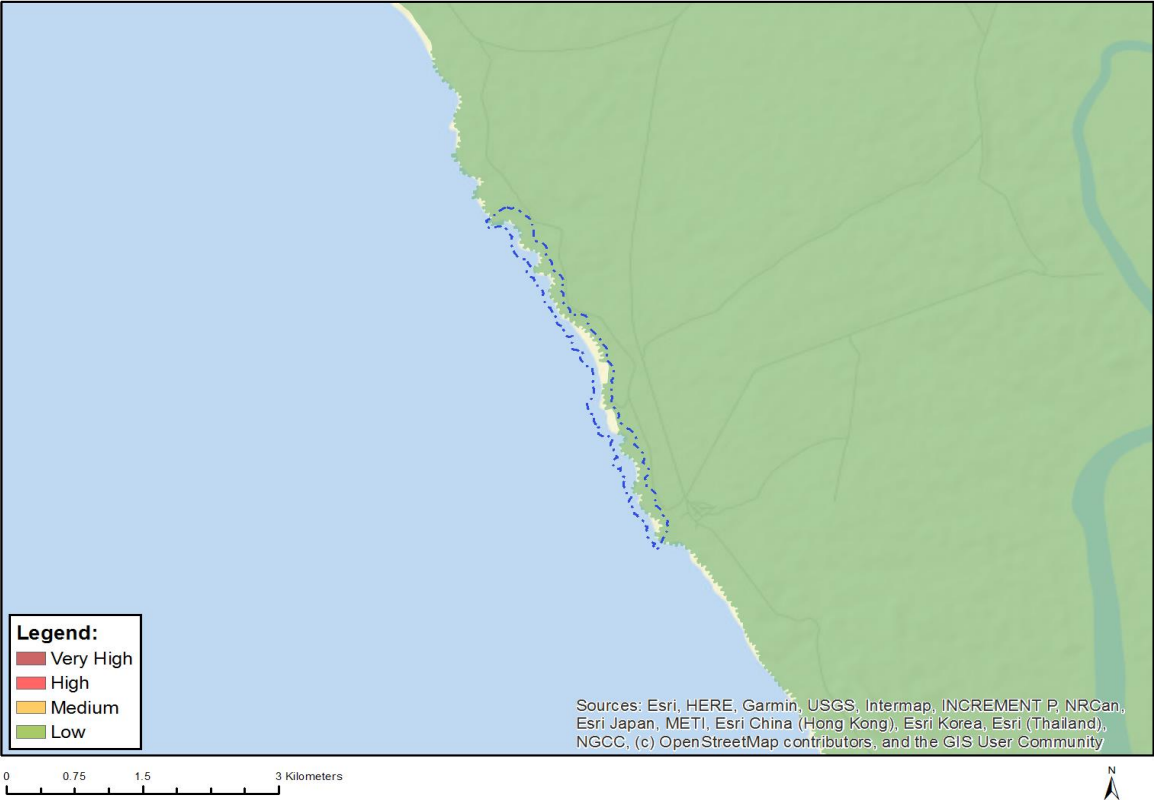 Legend:
Very High
High
Medium
Low
Sources: Esri, HERE, Garmin, USGS, Intermap, INCREMENT P, NRCan,
Esri Japan, METI, Esri China (Hong Kong), Esri Korea, Esri (Thailand),
NGCC, (c) OpenStreetMap contributors, and the GIS User Community
0 0.75 1.5 3 Kilometers
N